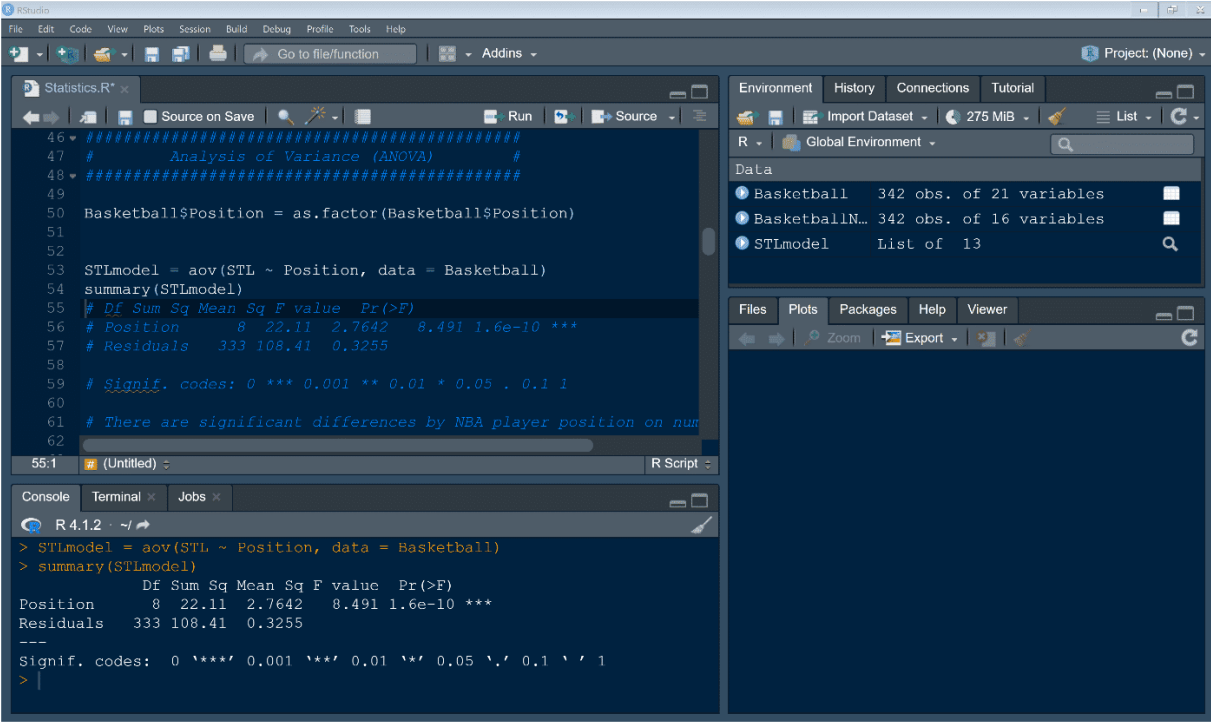 RStudio
File Edit Code View Plots Session Build Debug Profile Tools Help
Go to file/function Addins Project: (None)
Statistics.R*
Source on Save Run Source
46 ##############################################
47 # Analysis of Variance (ANOVA) #
48 ##############################################
49
50 Basketball$Position = as.factor(Basketball$Position)
51
52
53 STLmodel = aov(STL ~ Position, data = Basketball)
54 summary(STLmodel)
55 # Df Sum Sq Mean Sq F value Pr(>F)
56 # Position 8 22.11 2.7642 8.491 1.6e-10 ***
57 # Residuals 333 108.41 0.3255
58
59 # Signif. codes: 0 *** 0.001 ** 0.01 * 0.05 . 0.1 1
60
61 # There are significant differences by NBA player position on num
62
55:1 # (Untitled) R Script
Console Terminal Jobs
R 4.1.2 · ~/
> STLmodel = aov(STL ~ Position, data = Basketball)
> summary(STLmodel)
Df Sum Sq Mean Sq F value Pr(>F)
Position 8 22.11 2.7642 8.491 1.6e-10 ***
Residuals 333 108.41 0.3255
---
Signif. codes: 0 ‘***’ 0.001 ‘**’ 0.01 ‘*’ 0.05 ‘.’ 0.1 ‘ ’ 1
>
Environment History Connections Tutorial
Import Dataset 275 MiB List
R Global Environment
Data
Basketball 342 obs. of 21 variables
BasketballN… 342 obs. of 16 variables
STLmodel List of 13
Files Plots Packages Help Viewer
Zoom Export